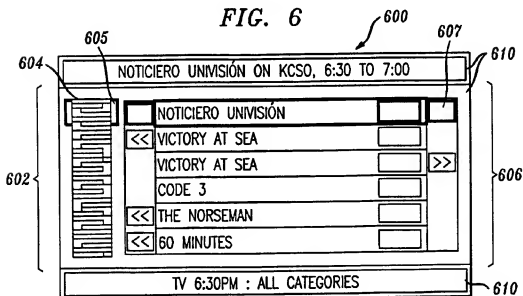 FIG. 6
600
605
607
604
610
NOTICIERO UNIVISIÓN ON KCSO, 6:30 TO 7:00
NOTICIERO UNIVISIÓN
<< VICTORY AT SEA
VICTORY AT SEA >>
602
606
CODE 3
<< THE NORSEMAN
<< 60 MINUTES
TV 6:30PM : ALL CATEGORIES
610